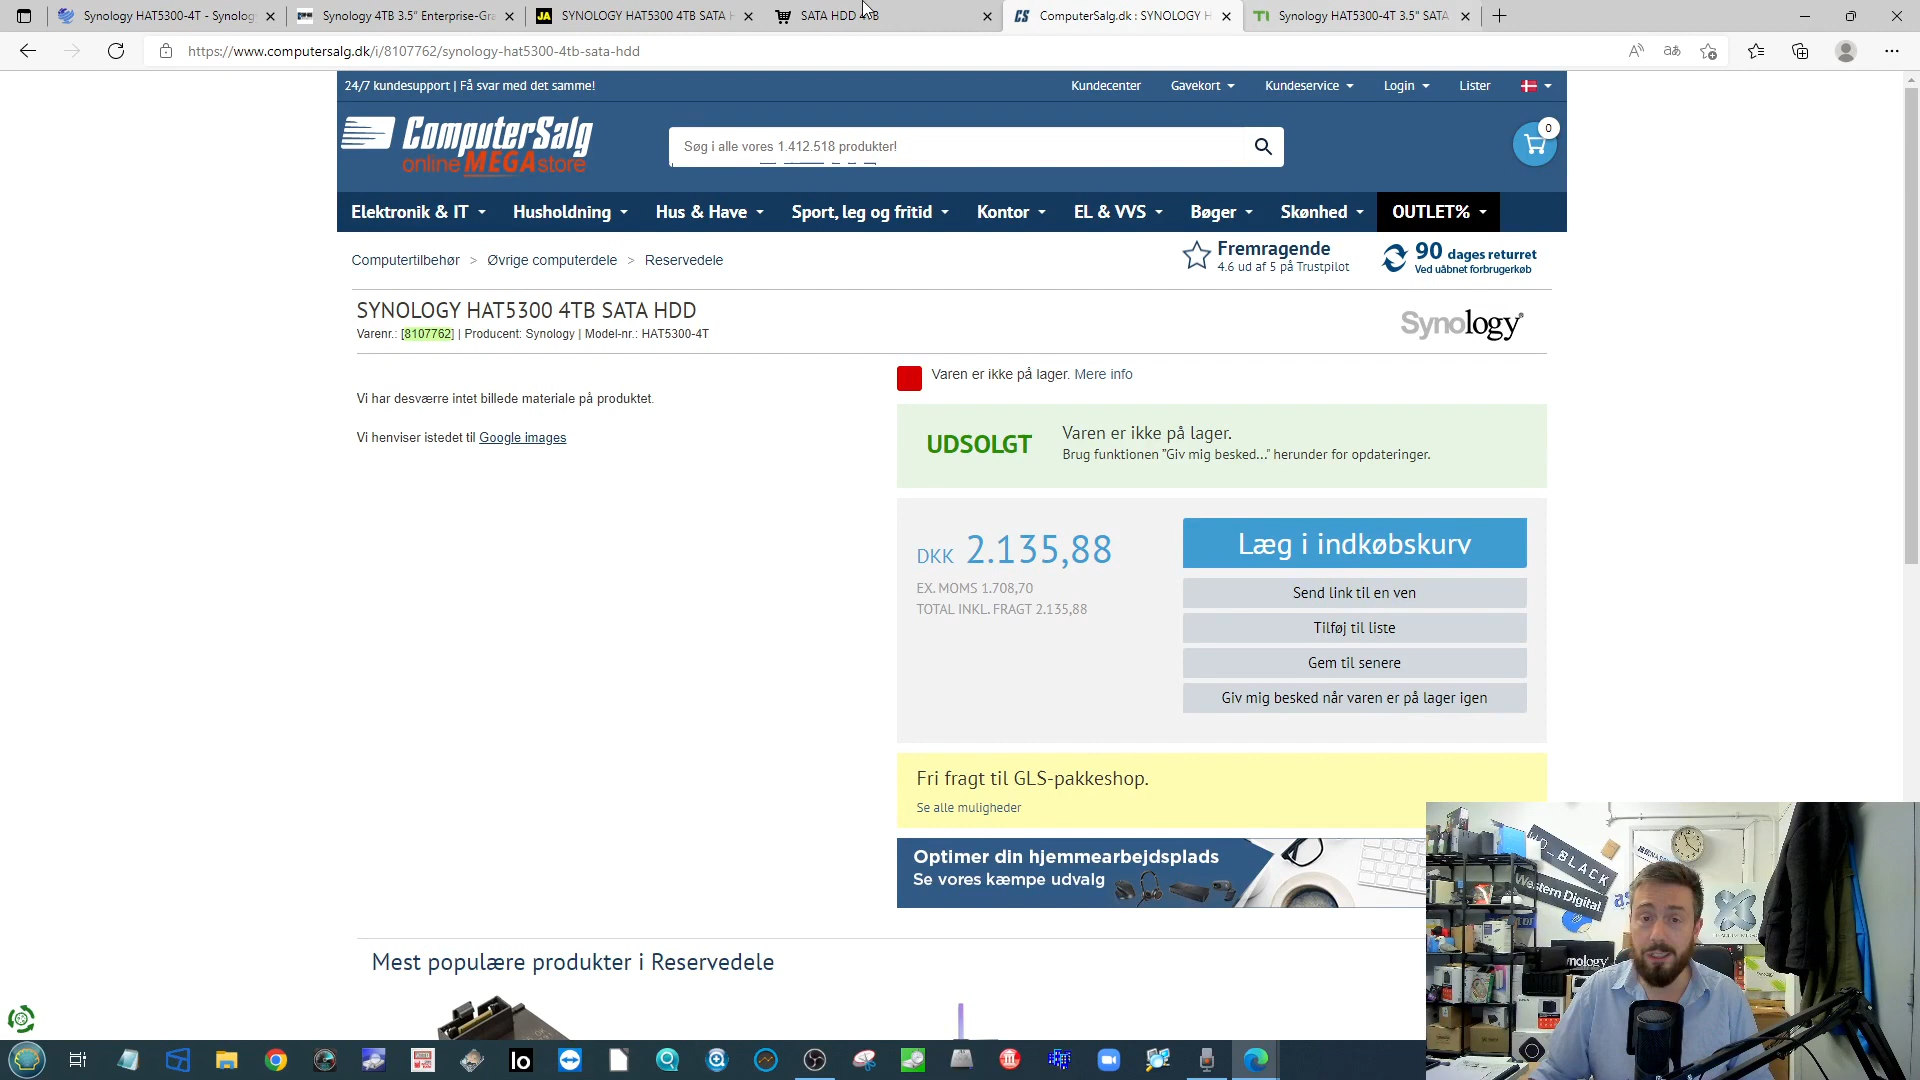 Synology HAT5300-4T - Synolog
Synology 4TB 3.5" Enterprise-Gra
SYNOLOGY HAT5300 4TB SATA H
SATA HDD 4TB
ComputerSalg.dk : SYNOLOGY H
Synology HAT5300-4T 3.5" SATA
https://www.computersalg.dk/i/8107762/synology-hat5300-4tb-sata-hdd
24/7 kundesupport | Få svar med det samme!
Kundecenter
Gavekort
Kundeservice
Login
Lister
ComputerSalg
online MEGAstore
Søg i alle vores 1.412.518 produkter!
0
Elektronik & IT
Husholdning
Hus & Have
Sport, leg og fritid
Kontor
EL & VVS
Bøger
Skønhed
OUTLET%
Computertilbehør > Øvrige computerdele > Reservedele
Fremragende
4.6 ud af 5 på Trustpilot
90 dages returret
Ved uåbnet forbrugerkøb
SYNOLOGY HAT5300 4TB SATA HDD
Varenr.: [8107762] | Producent: Synology | Model-nr.: HAT5300-4T
Synology
Varen er ikke på lager. Mere info
Vi har desværre intet billede materiale på produktet.
Vi henviser istedet til Google images
UDSOLGT
Varen er ikke på lager.
Brug funktionen "Giv mig besked..." herunder for opdateringer.
DKK 2.135,88
EX. MOMS 1.708,70
TOTAL INKL. FRAGT 2.135,88
Læg i indkøbskurv
Send link til en ven
Tilføj til liste
Gem til senere
Giv mig besked når varen er på lager igen
Fri fragt til GLS-pakkeshop.
Se alle muligheder
Optimer din hjemmearbejdsplads
Se vores kæmpe udvalg
Mest populære produkter i Reservedele
WD_BLACK
Western Digital
nology